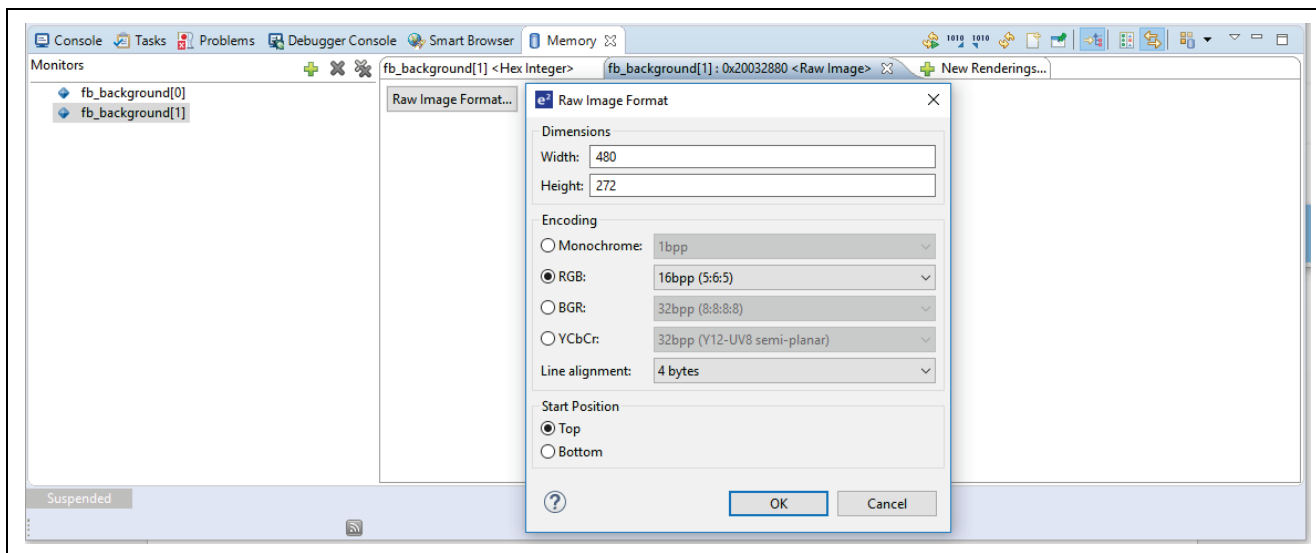 Console Tasks Problems Debugger Console Smart Browser Memory
Monitors
fb_background[0]
fb_background[1]
fb_background[1] <Hex Integer> fb_background[1] : 0x20032880 <Raw Image> New Renderings...
Raw Image Format...
e² Raw Image Format
Dimensions
Width: 480
Height: 272
Encoding
Monochrome: 1bpp
RGB: 16bpp (5:6:5)
BGR: 32bpp (8:8:8:8)
YCbCr: 32bpp (Y12-UV8 semi-planar)
Line alignment: 4 bytes
Start Position
Top
Bottom
OK Cancel
Suspended